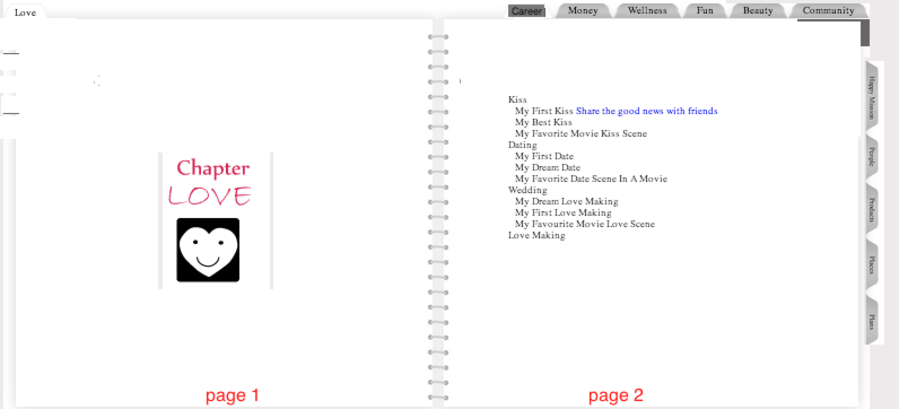 Love
Career Money Wellness Fun Beauty Community
Chapter
LOVE
page 1
Kiss
My First Kiss Share the good news with friends
My Best Kiss
My Favorite Movie Kiss Scene
Dating
My First Date
My Dream Date
My Favorite Date Scene In A Movie
Wedding
My Dream Love Making
My First Love Making
My Favourite Movie Love Scene
Love Making
page 2
Happy Mission
People
Products
Places
Plans